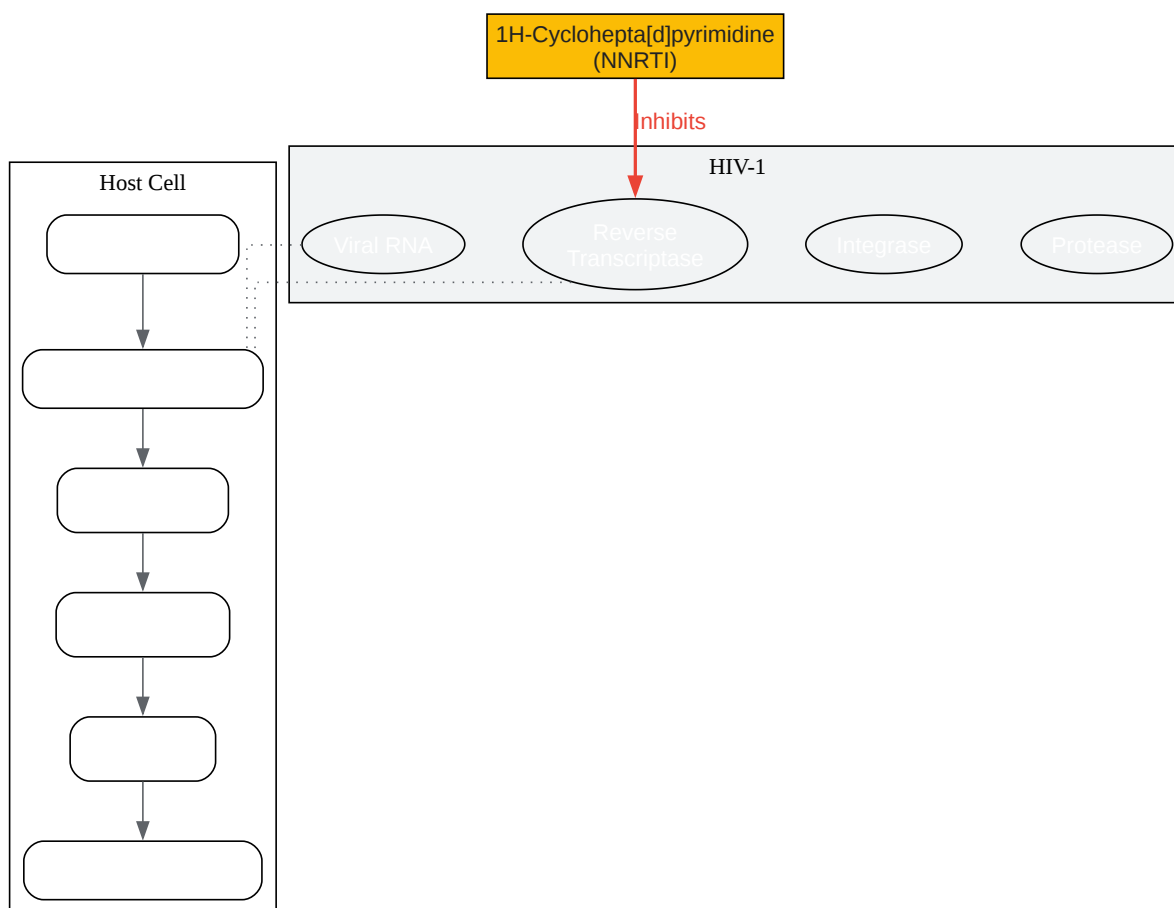 1H-Cyclohepta[d]pyrimidine
(NNRTI)
Inhibits
HIV-1
Host Cell
Viral RNA
Reverse
Transcriptase
Integrase
Protease